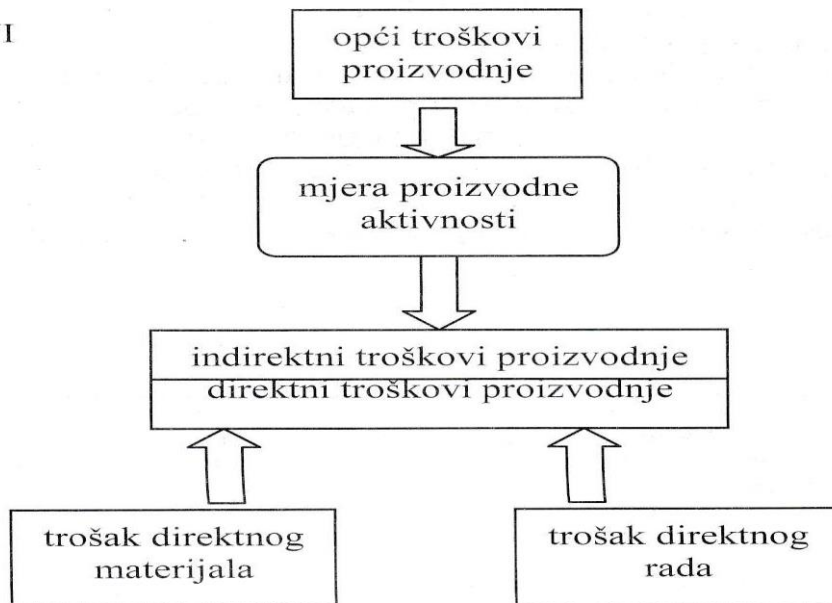 opći troškovi
proizvodnje
mjera proizvodne
aktivnosti
indirektni troškovi proizvodnje
direktni troškovi proizvodnje
trošak direktnog
materijala
trošak direktnog
rada